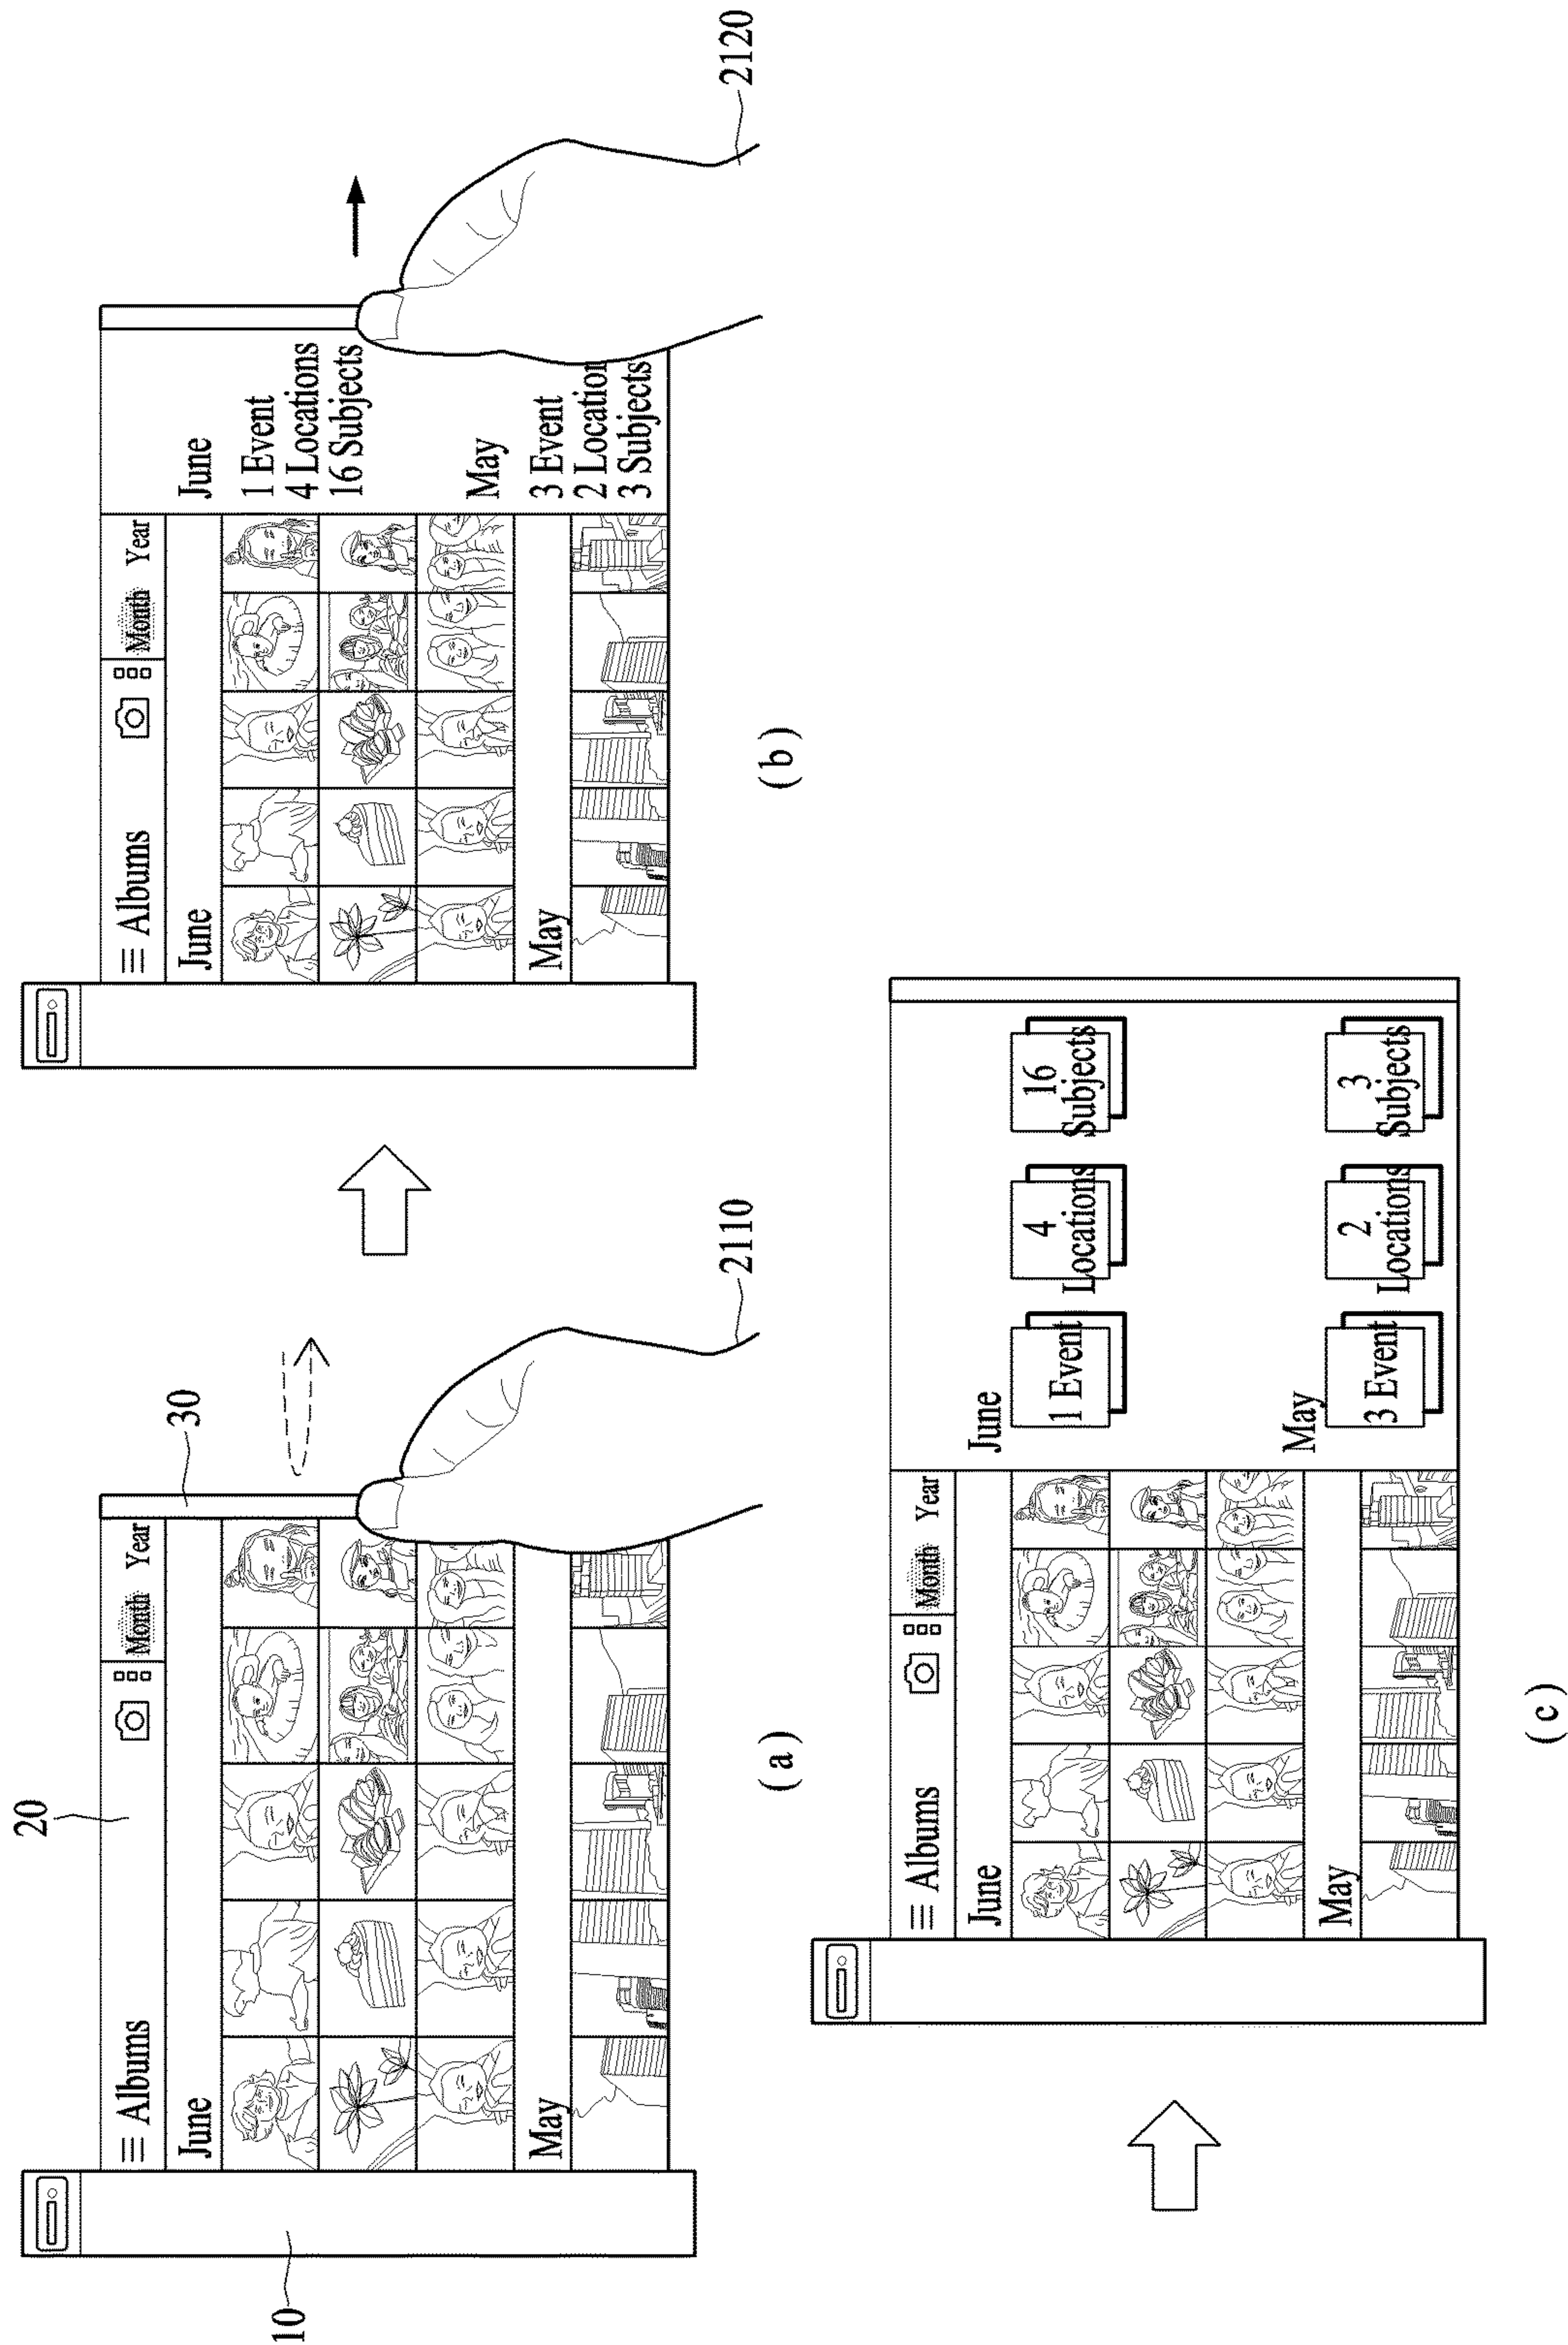 20
30
10
Albums
Month Year
June
May
2110
(a)
Albums
Month Year
June
May
June
1 Event
4 Locations
16 Subjects
May
3 Event
2 Location
3 Subjects
2120
(b)
Albums
Month Year
June
May
June
1 Event
4
Locations
16
Subjects
May
3 Event
2
Locations
3
Subjects
(c)